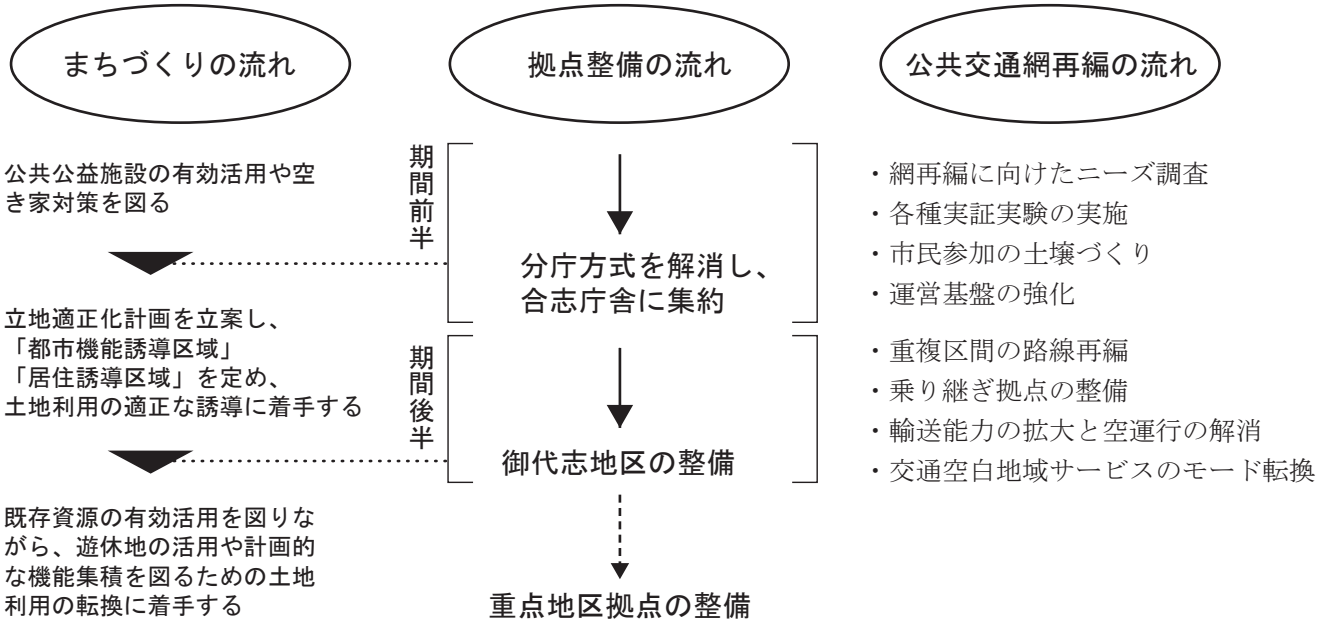 まちづくりの流れ
公共公益施設の有効活用や空
き家対策を図る
立地適正化計画を立案し、
「都市機能誘導区域」
「居住誘導区域」を定め、
土地利用の適正な誘導に着手する
既存資源の有効活用を図りな
がら、遊休地の活用や計画的
な機能集積を図るための土地
利用の転換に着手する
拠点整備の流れ
期間前半
分庁方式を解消し、
合志庁舎に集約
期間後半
御代志地区の整備
重点地区拠点の整備
公共交通網再編の流れ
・網再編に向けたニーズ調査
・各種実証実験の実施
・市民参加の土壌づくり
・運営基盤の強化
・重複区間の路線再編
・乗り継ぎ拠点の整備
・輸送能力の拡大と空運行の解消
・交通空白地域サービスのモード転換